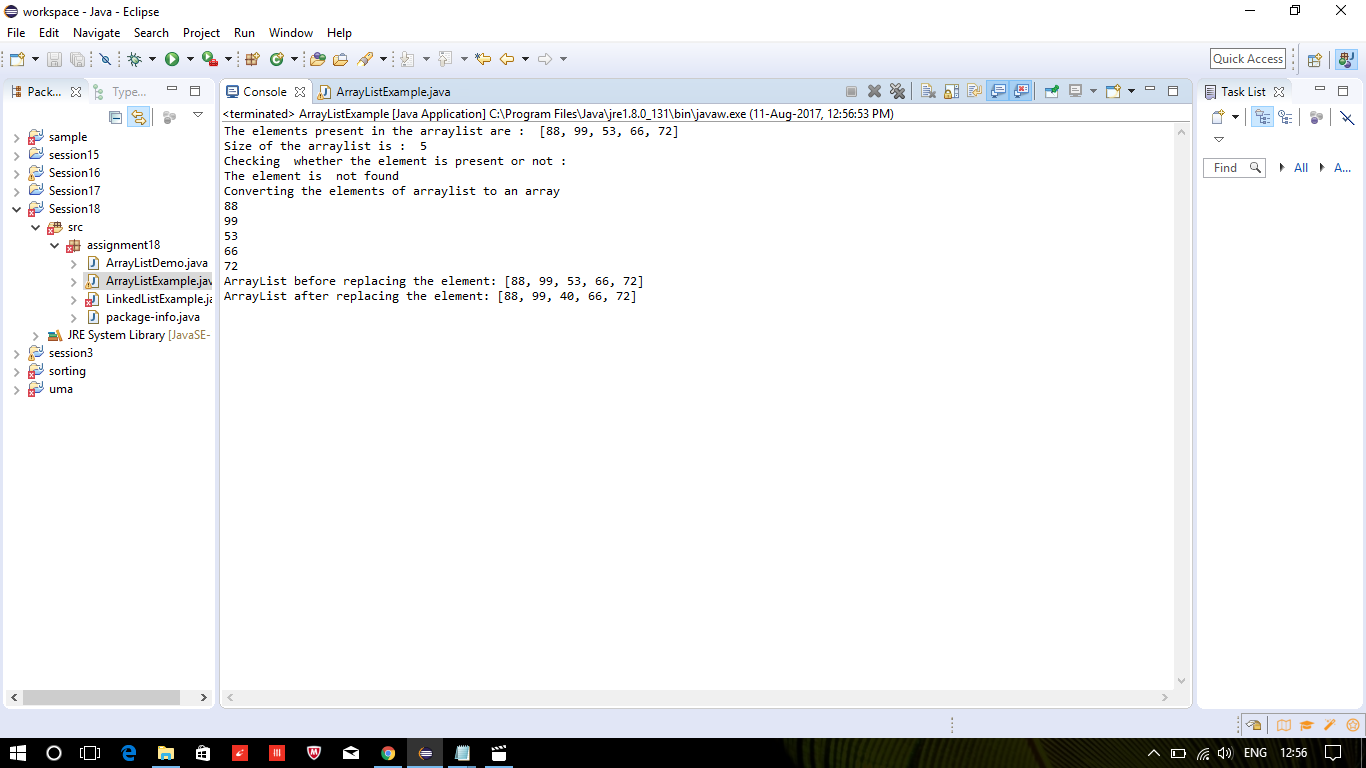 workspace - Java - Eclipse
File Edit Navigate Search Project Run Window Help
Quick Access
Pack...
Type...
sample
session15
Session16
Session17
Session18
src
assignment18
ArrayListDemo.java
ArrayListExample.jav
LinkedListExample.ja
package-info.java
JRE System Library [JavaSE-
session3
sorting
uma
Console
ArrayListExample.java
<terminated> ArrayListExample [Java Application] C:\Program Files\Java\jre1.8.0_131\bin\javaw.exe (11-Aug-2017, 12:56:53 PM)
The elements present in the arraylist are :  [88, 99, 53, 66, 72]
Size of the arraylist is :  5
Checking  whether the element is present or not :
The element is  not found
Converting the elements of arraylist to an array
88
99
53
66
72
ArrayList before replacing the element: [88, 99, 53, 66, 72]
ArrayList after replacing the element: [88, 99, 40, 66, 72]
Task List
Find
All
A...
ENG 12:56